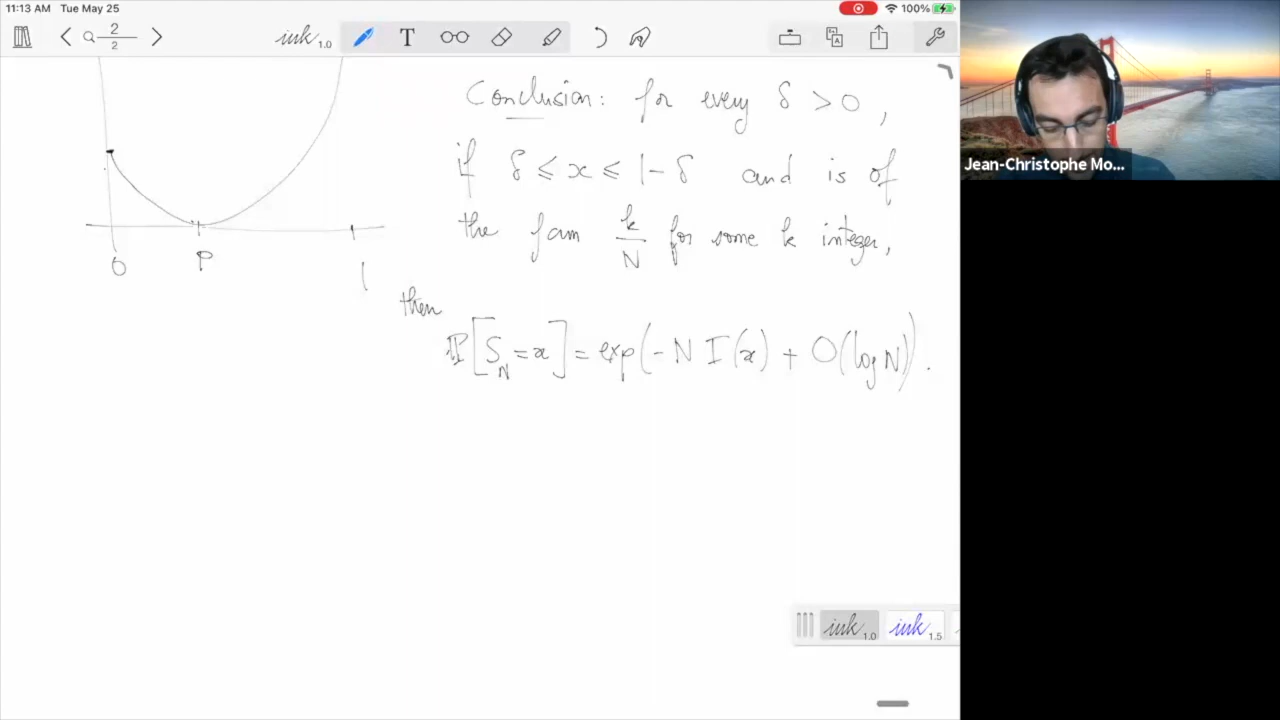 11:13 AM Tue May 25
100%
2
2
ink 1.0
T
Conclusion: for every δ > 0,
if δ ⩽ x ⩽ 1-δ and is of
the form k/N for some k integer,
then
P[S_N = x] = exp(-N I(x) + O(log N)).
0
P
1
Jean-Christophe Mo...
ink 1.0
ink 1.5